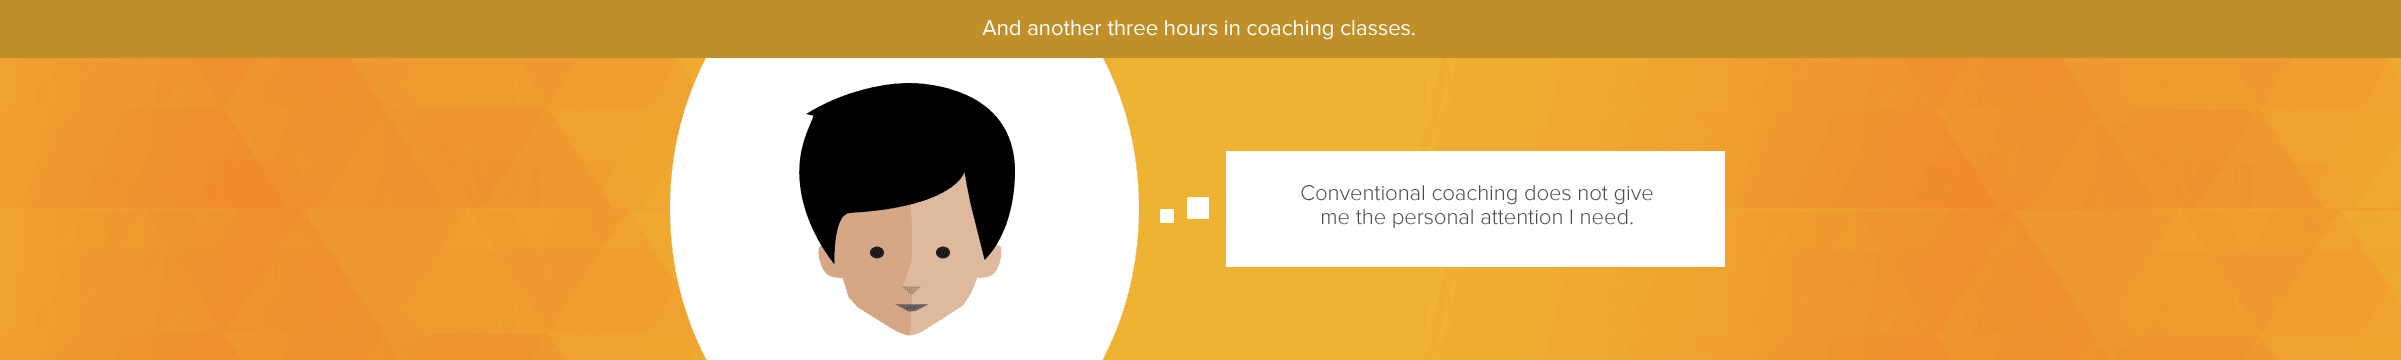 And another three hours in coaching classes.
Conventional coaching does not give
me the personal attention I need.